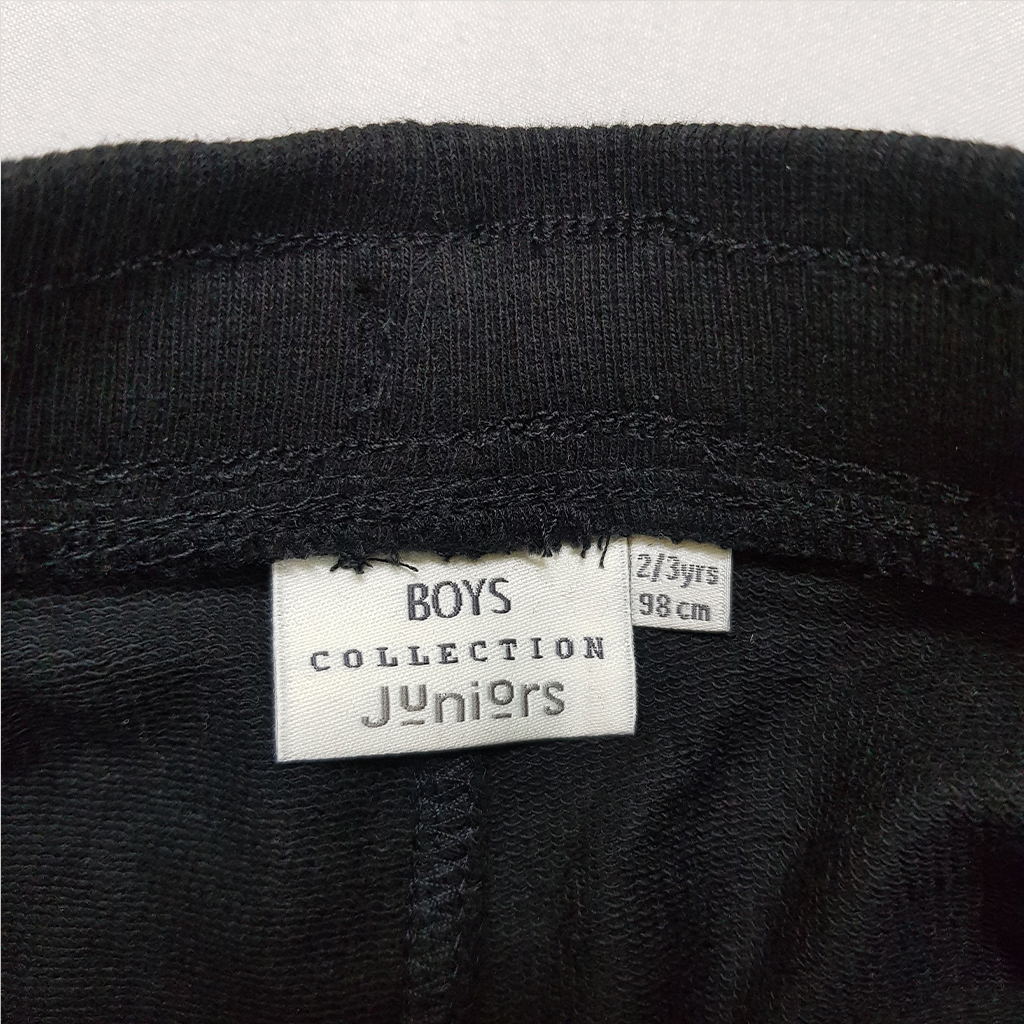 BOYS
COLLECTION
Juniors
2/3yrs
98 cm